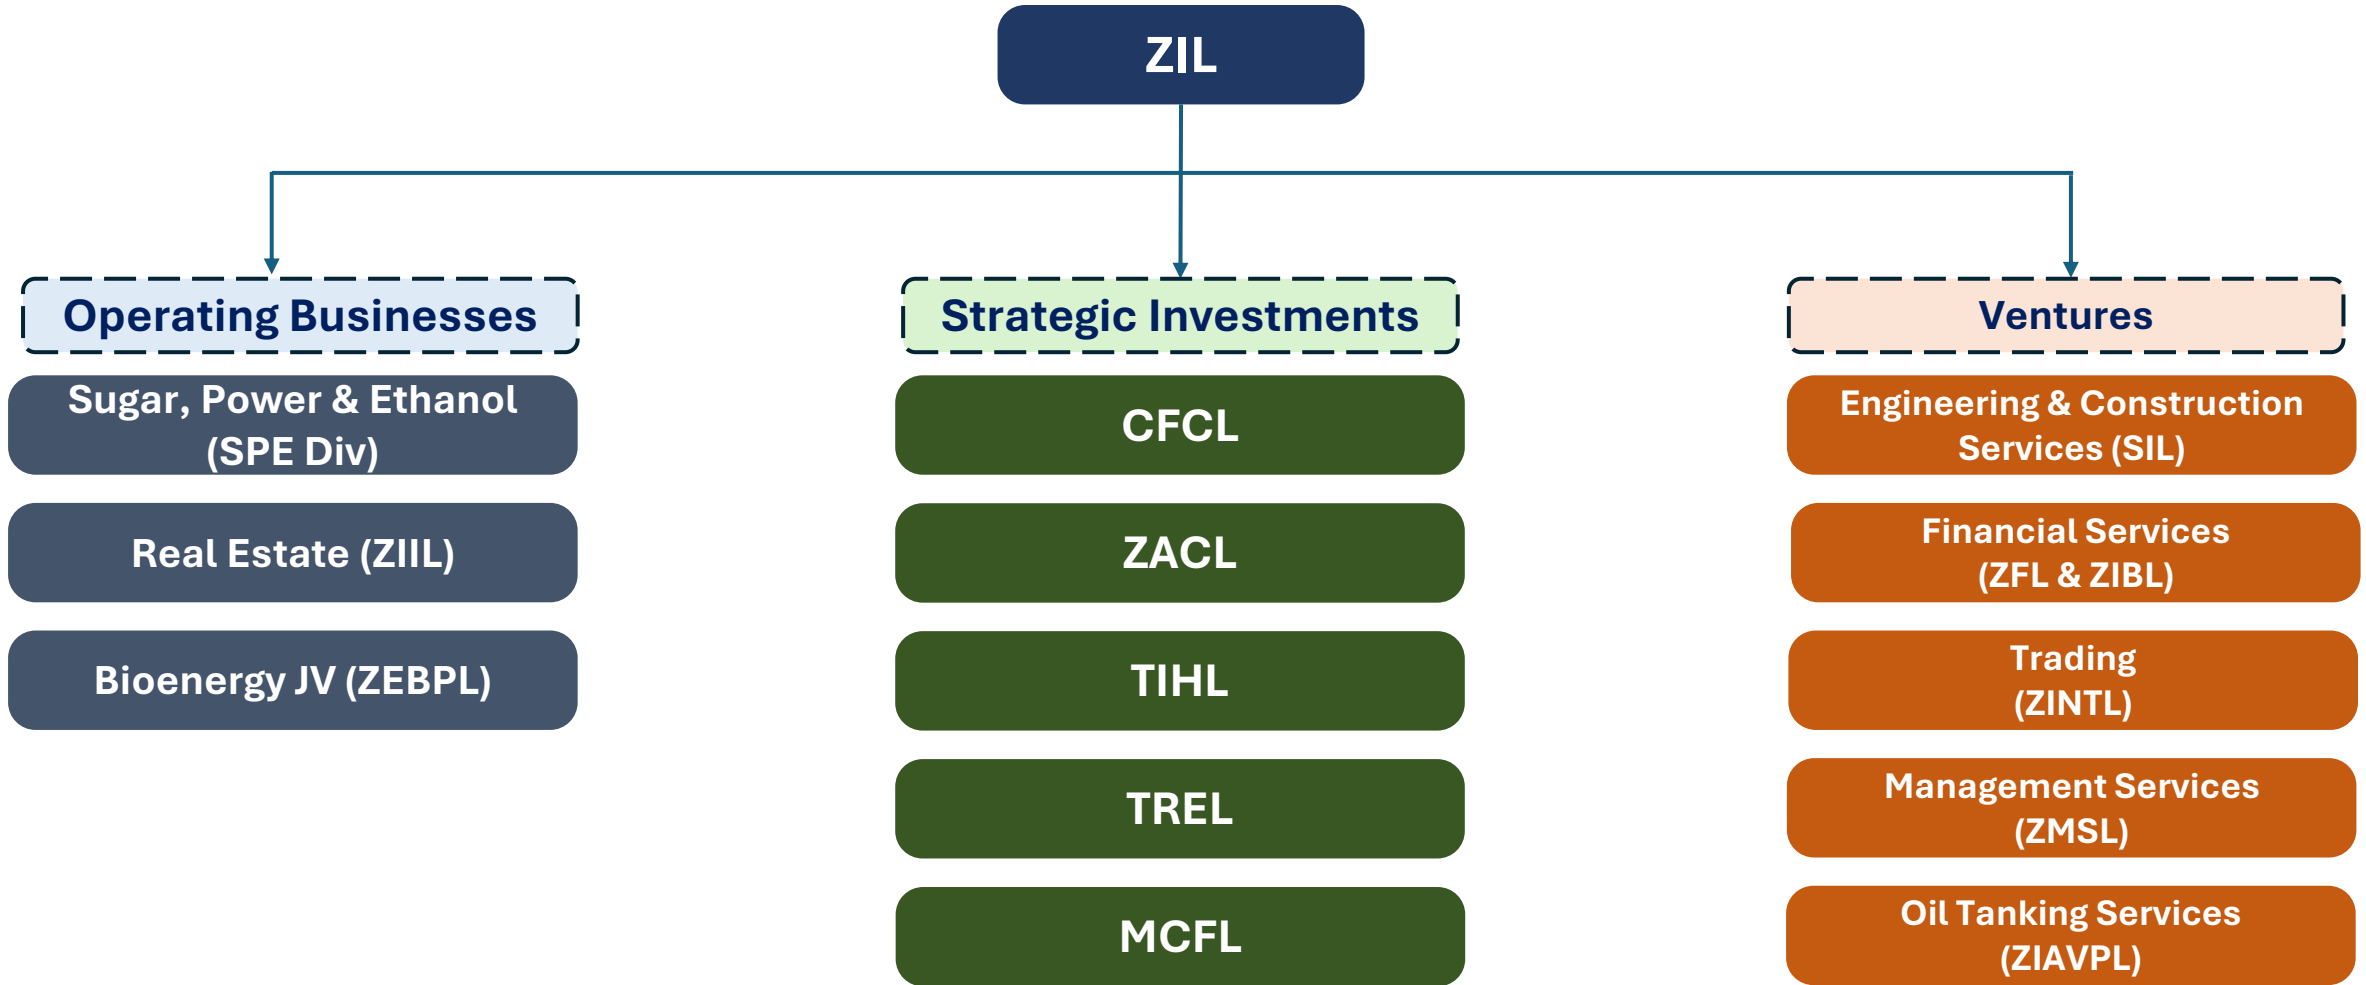 ZIL
Operating Businesses
Sugar, Power & Ethanol
(SPE Div)
Real Estate (ZIIL)
Bioenergy JV (ZEBPL)
Strategic Investments
CFCL
ZACL
TIHL
TREL
MCFL
Ventures
Engineering & Construction
Services (SIL)
Financial Services
(ZFL & ZIBL)
Trading
(ZINTL)
Management Services
(ZMSL)
Oil Tanking Services
(ZIAVPL)